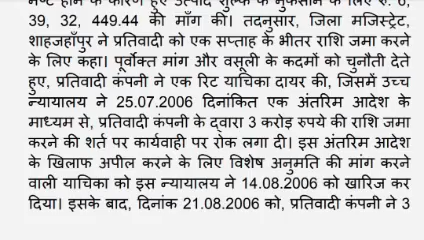 नष्ट होने के कारण हुए उत्पाद शुल्क के नुकसान के लिए रु. 6,
39, 32, 449.44 की माँग की। तदनुसार, जिला मजिस्ट्रेट,
शाहजहाँपुर ने प्रतिवादी को एक सप्ताह के भीतर राशि जमा करने
के लिए कहा। पूर्वोक्त मांग और वसूली के कदमों को चुनौती देते
हुए, प्रतिवादी कंपनी ने एक रिट याचिका दायर की, जिसमें उच्च
न्यायालय ने 25.07.2006 दिनांकित एक अंतरिम आदेश के
माध्यम से, प्रतिवादी कंपनी के द्वारा 3 करोड़ रुपये की राशि जमा
करने की शर्त पर कार्यवाही पर रोक लगा दी। इस अंतरिम आदेश
के खिलाफ अपील करने के लिए विशेष अनुमति की मांग करने
वाली याचिका को इस न्यायालय ने 14.08.2006 को खारिज कर
दिया। इसके बाद, दिनांक 21.08.2006 को, प्रतिवादी कंपनी ने 3